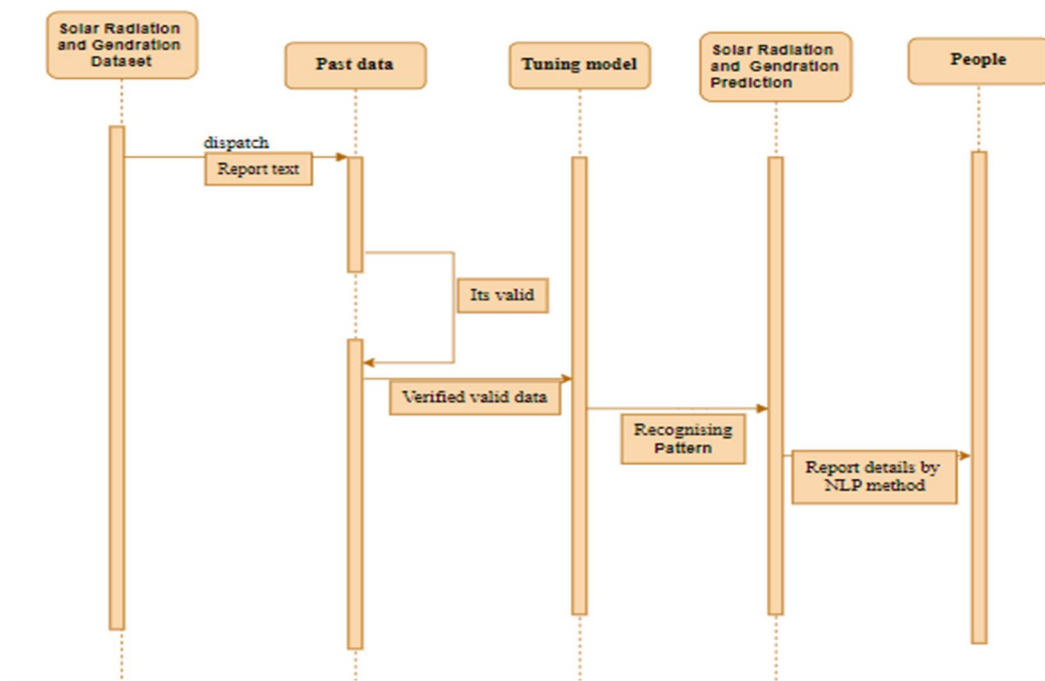 Solar Radiation
and Gendration
Dataset
Past data
Tuning model
Solar Radiation
and Gendration
Prediction
People
dispatch
Report text
Its valid
Verified valid data
Recognising
Pattern
Report details by
NLP method